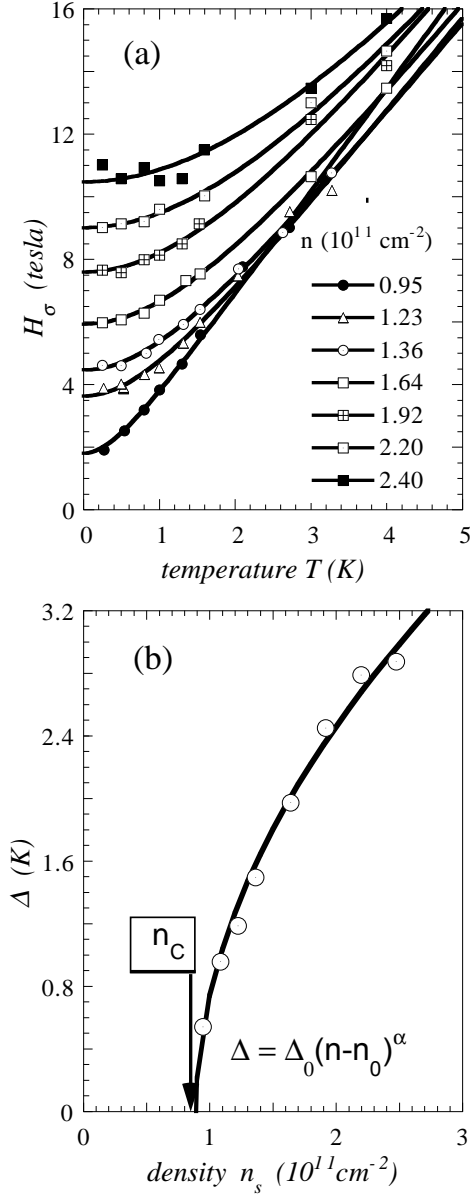 (a)
16
12
8
4
0
H_σ (tesla)
n (10^11 cm^-2)
0.95
1.23
1.36
1.64
1.92
2.20
2.40
0 1 2 3 4 5
temperature T (K)
(b)
3.2
2.4
1.6
0.8
0
Δ (K)
n_C
Δ = Δ_0(n-n_0)^α
0 1 2 3
density n_s (10^11 cm^-2)